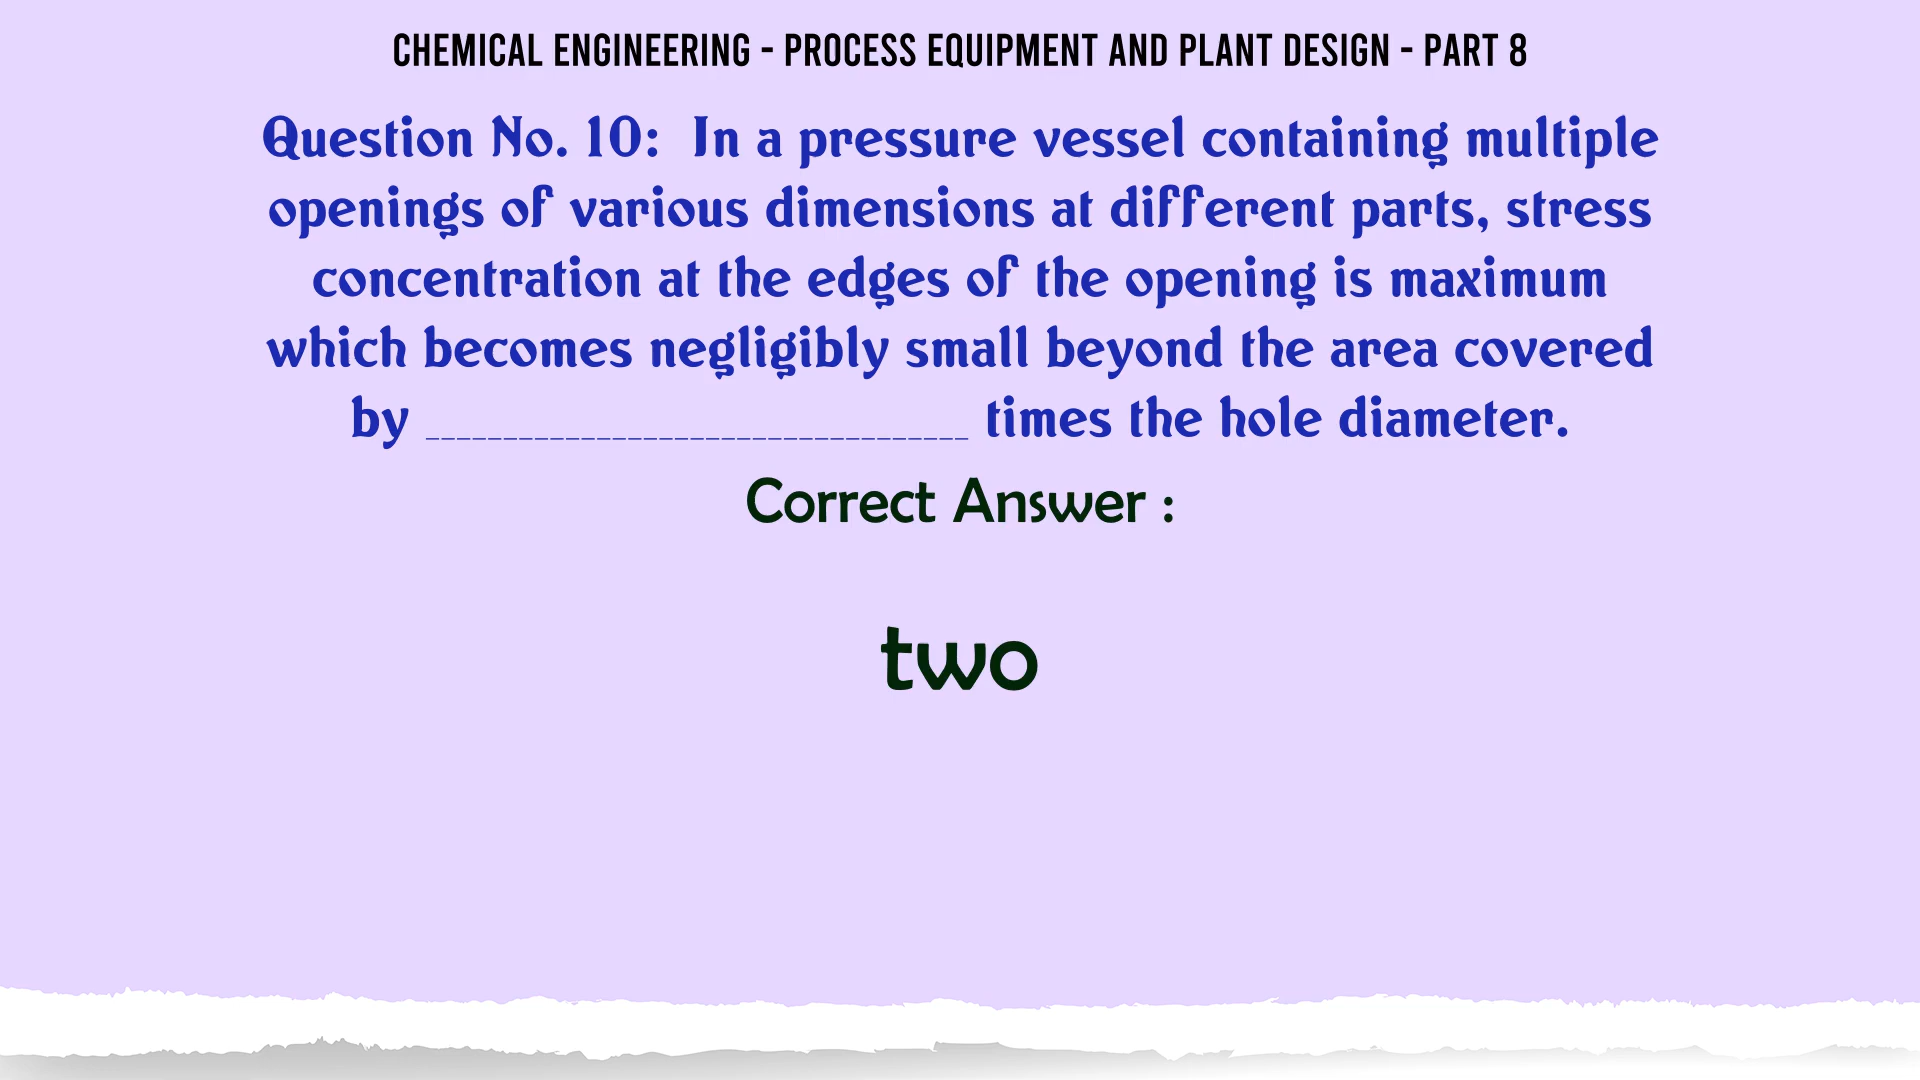 CHEMICAL ENGINEERING - PROCESS EQUIPMENT AND PLANT DESIGN - PART 8
Question No. 10:  In a pressure vessel containing multiple
openings of various dimensions at different parts, stress
concentration at the edges of the opening is maximum
which becomes negligibly small beyond the area covered
by ___________________________________ times the hole diameter.
Correct Answer :
two